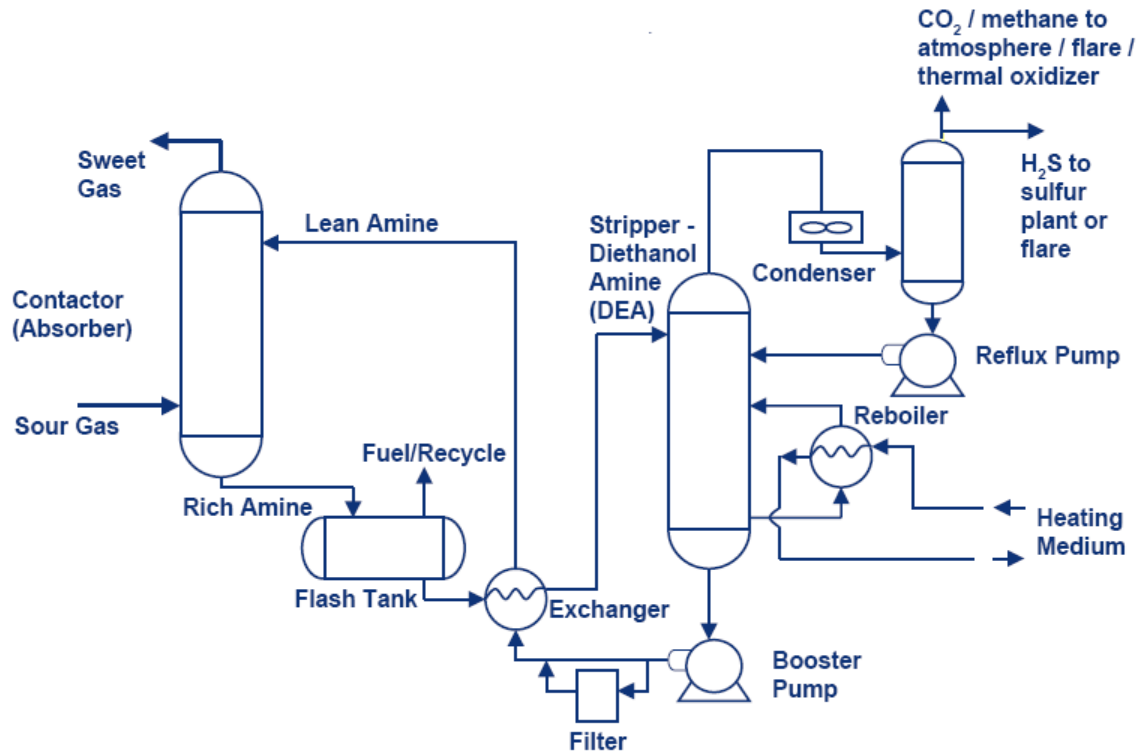 CO₂ / methane to
atmosphere / flare /
thermal oxidizer
H₂S to
sulfur
plant or
flare
Sweet
Gas
Lean Amine
Stripper -
Diethanol
Amine
(DEA)
Condenser
Contactor
(Absorber)
Reflux Pump
Sour Gas
Reboiler
Fuel/Recycle
Rich Amine
Heating
Medium
Flash Tank
Exchanger
Booster
Pump
Filter